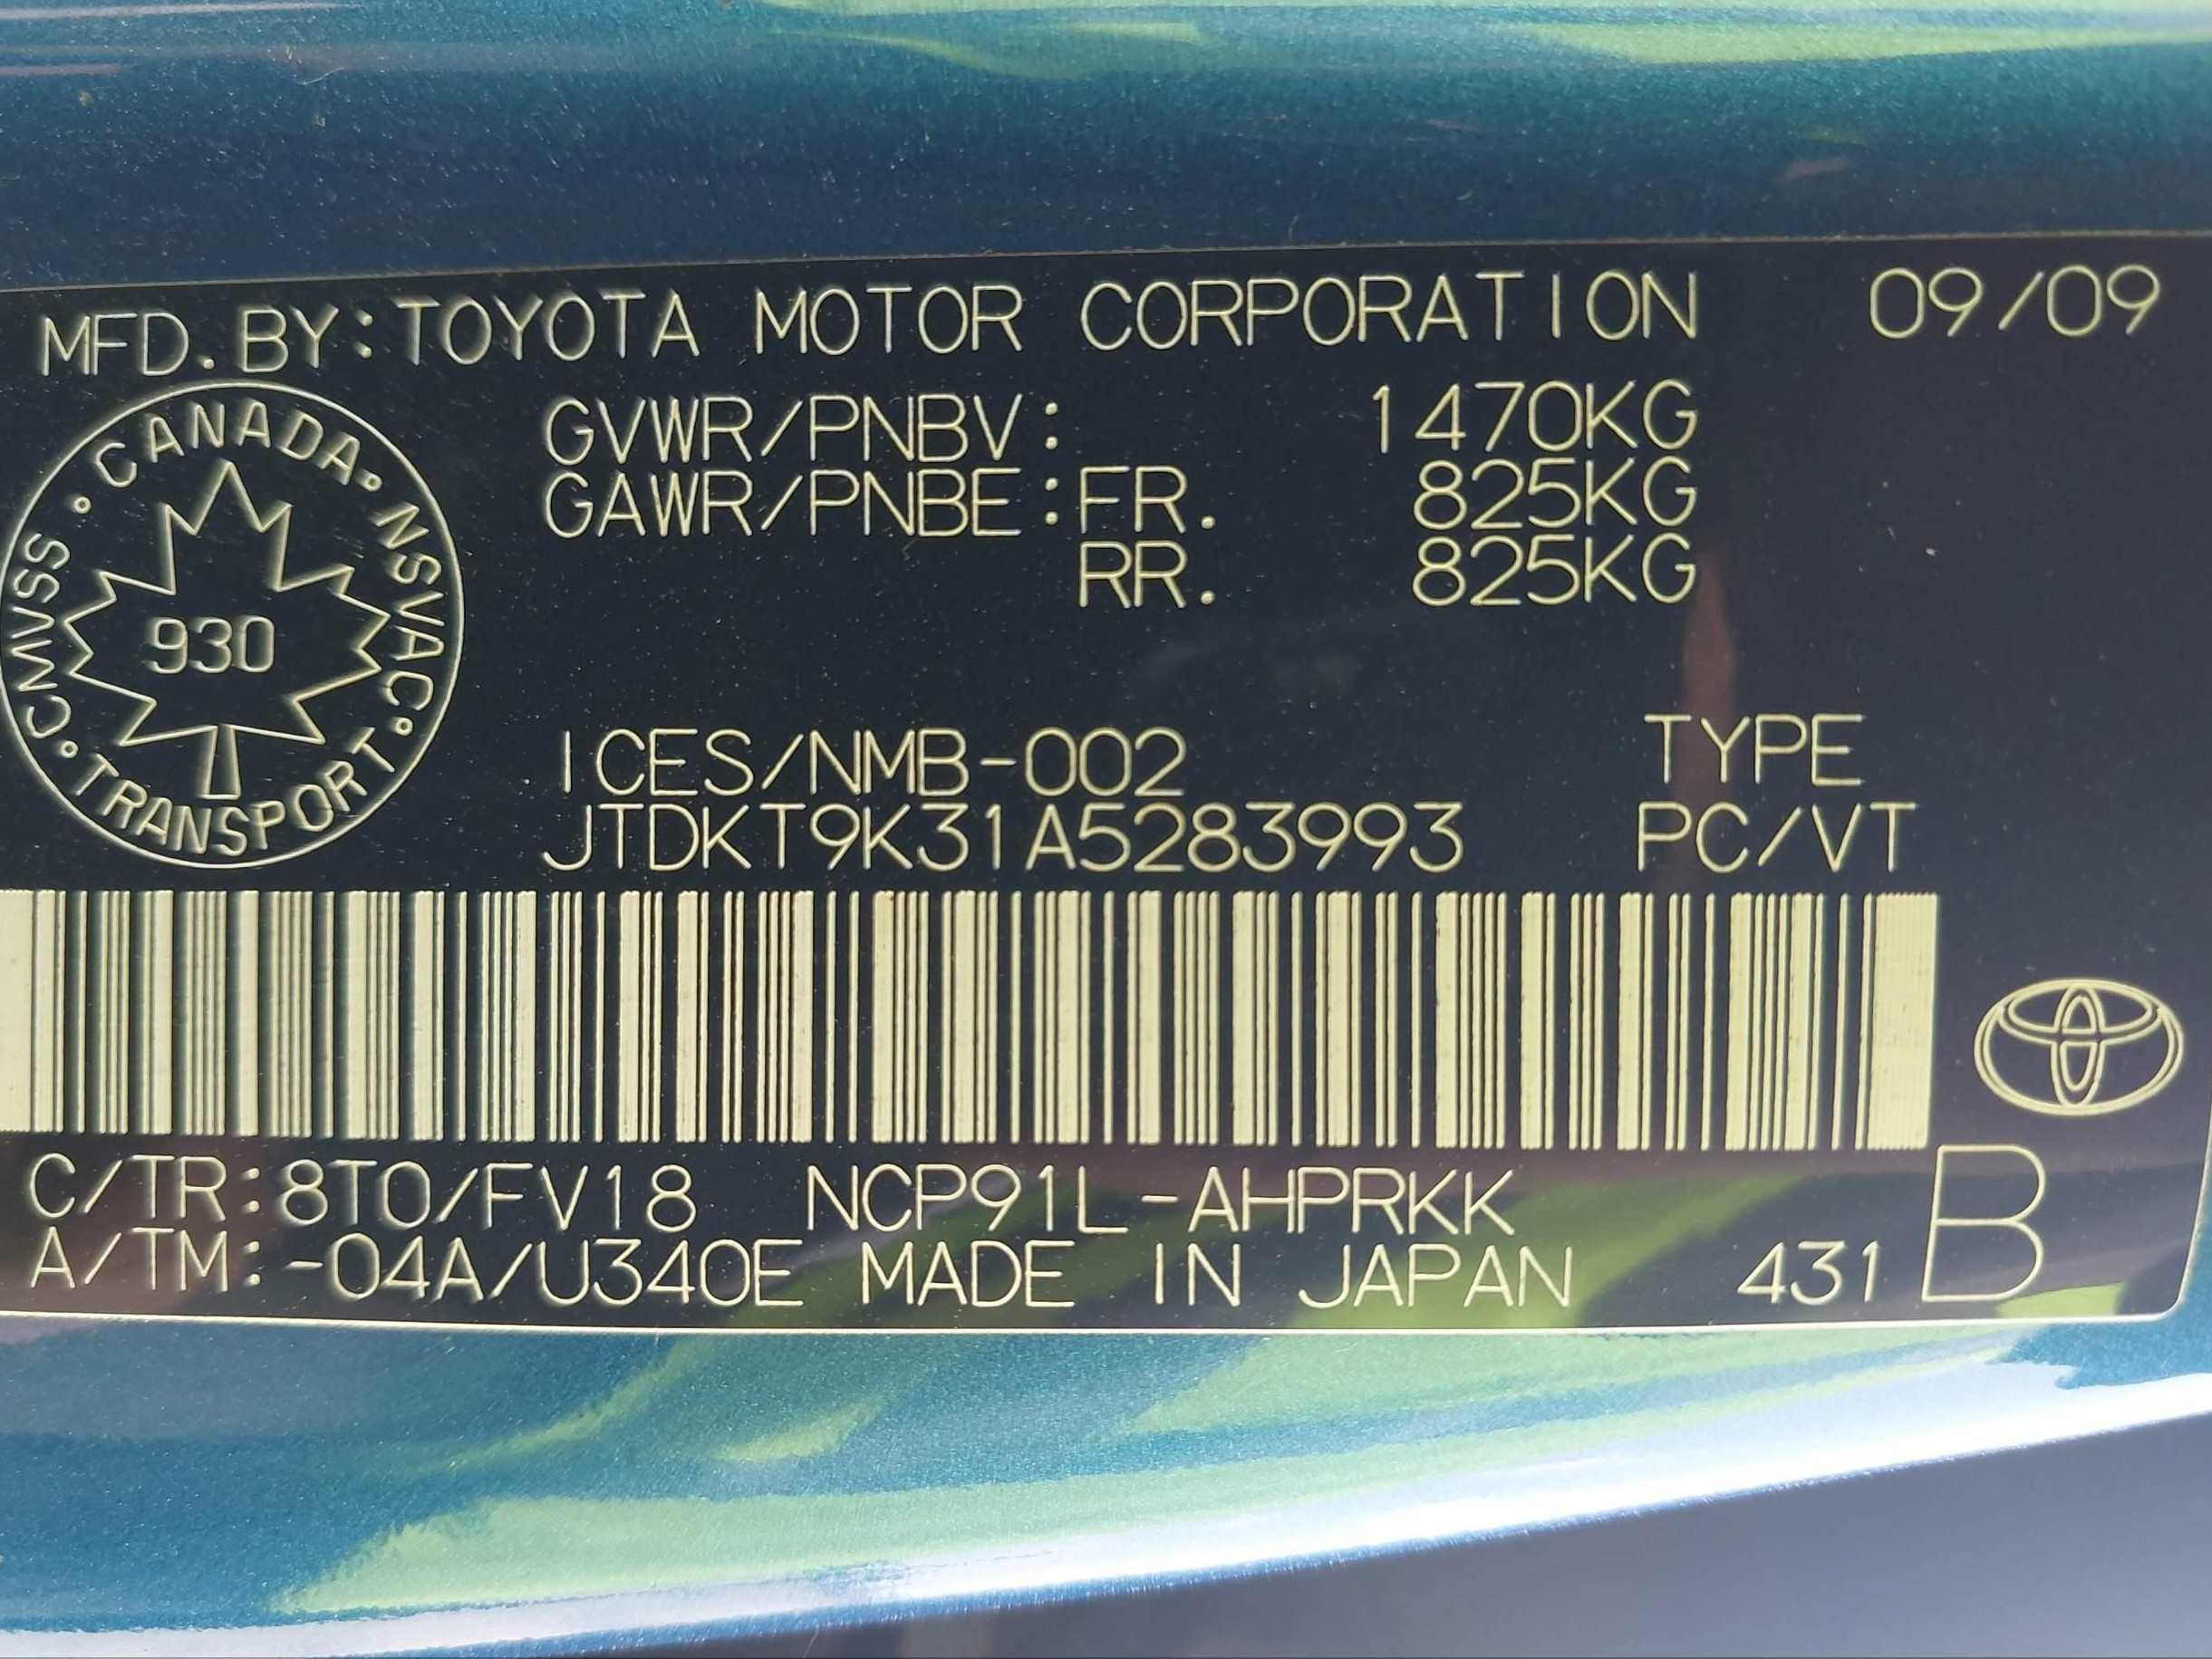 MFD. BY: TOYOTA MOTOR CORPORATION 09/09
GVWR/PNBV: 1470KG
GAWR/PNBE: FR. 825KG
RR. 825KG
CANADA • NSVAC • TRANSPORT • CMVSS •
930
ICES/NMB-002 TYPE
JTDKT9K31A5283993 PC/VT
C/TR: 8T0/FV18 NCP91L-AHPRKK
A/TM: -04A/U340E MADE IN JAPAN 431 B